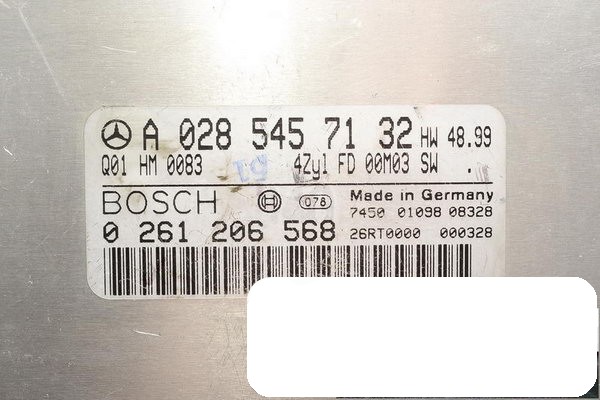 A 028 545 71 32 HW 48.99
Q01 HM 0083 4Zyl FD 00M03 SW .
BOSCH 078 Made in Germany
7450 01098 08328
0 261 206 568 26RT0000 000328